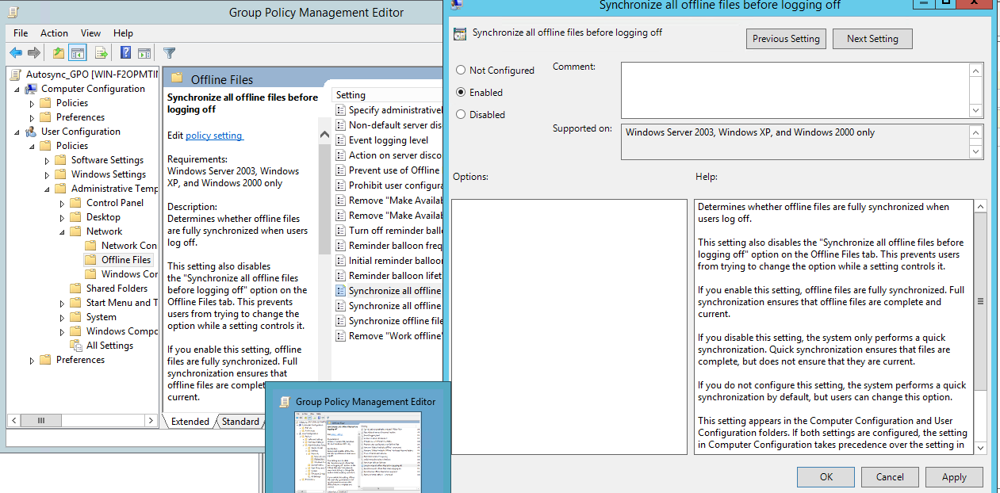 Group Policy Management Editor
File Action View Help
Autosync_GPO [WIN-F2OPMTIN
Computer Configuration
Policies
Preferences
User Configuration
Policies
Software Settings
Windows Settings
Administrative Temp
Control Panel
Desktop
Network
Network Con
Offline Files
Windows Con
Shared Folders
Start Menu and T
System
Windows Compo
All Settings
Preferences
Offline Files
Synchronize all offline files before
logging off
Edit policy setting
Requirements:
Windows Server 2003, Windows
XP, and Windows 2000 only
Description:
Determines whether offline files
are fully synchronized when users
log off.
This setting also disables
the "Synchronize all offline files
before logging off" option on the
Offline Files tab. This prevents
users from trying to change the
option while a setting controls it.
If you enable this setting, offline
files are fully synchronized. Full
synchronization ensures that
offline files are complet
current.
Setting
Specify administrativel
Non-default server dis
Event logging level
Action on server disco
Prevent use of Offline
Prohibit user configura
Remove "Make Availab
Remove "Make Availab
Turn off reminder ballo
Reminder balloon freq
Initial reminder balloon
Reminder balloon lifet
Synchronize all offline
Synchronize all offline
Synchronize offline file
Remove "Work offline"
Extended Standard
Group Policy Management Editor
Synchronize all offline files before logging off
Synchronize all offline files before logging off
Previous Setting Next Setting
Not Configured
Enabled
Disabled
Comment:
Supported on:
Windows Server 2003, Windows XP, and Windows 2000 only
Options:
Help:
Determines whether offline files are fully synchronized when
users log off.
This setting also disables the "Synchronize all offline files before
logging off" option on the Offline Files tab. This prevents users
from trying to change the option while a setting controls it.
If you enable this setting, offline files are fully synchronized. Full
synchronization ensures that offline files are complete and
current.
If you disable this setting, the system only performs a quick
synchronization. Quick synchronization ensures that files are
complete, but does not ensure that they are current.
If you do not configure this setting, the system performs a quick
synchronization by default, but users can change this option.
This setting appears in the Computer Configuration and User
Configuration folders. If both settings are configured, the setting
in Computer Configuration takes precedence over the setting in
OK Cancel Apply